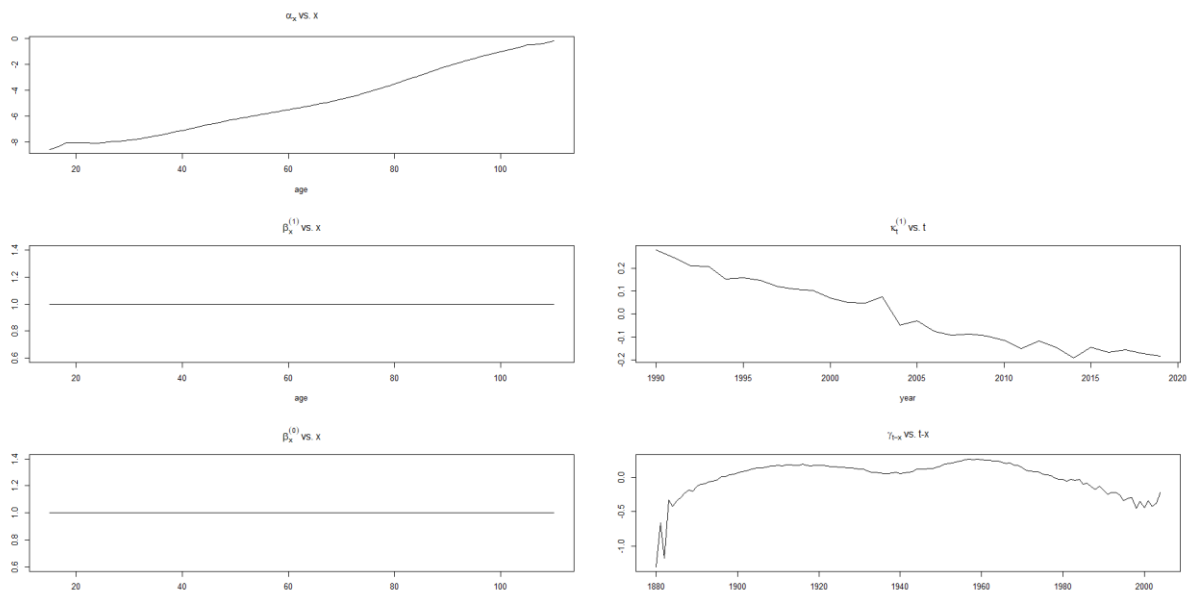 αₓ vs. x
0
-2
-4
-6
-8
20 40 60 80 100
age
βₓ⁽¹⁾ vs. x
1.4
1.2
1.0
0.8
0.6
20 40 60 80 100
age
κₜ⁽¹⁾ vs. t
0.2
0.1
0.0
-0.1
-0.2
1990 1995 2000 2005 2010 2015 2020
year
βₓ⁽⁰⁾ vs. x
1.4
1.2
1.0
0.8
0.6
20 40 60 80 100
γₜ₋ₓ vs. t-x
0.0
-0.5
-1.0
1880 1900 1920 1940 1960 1980 2000